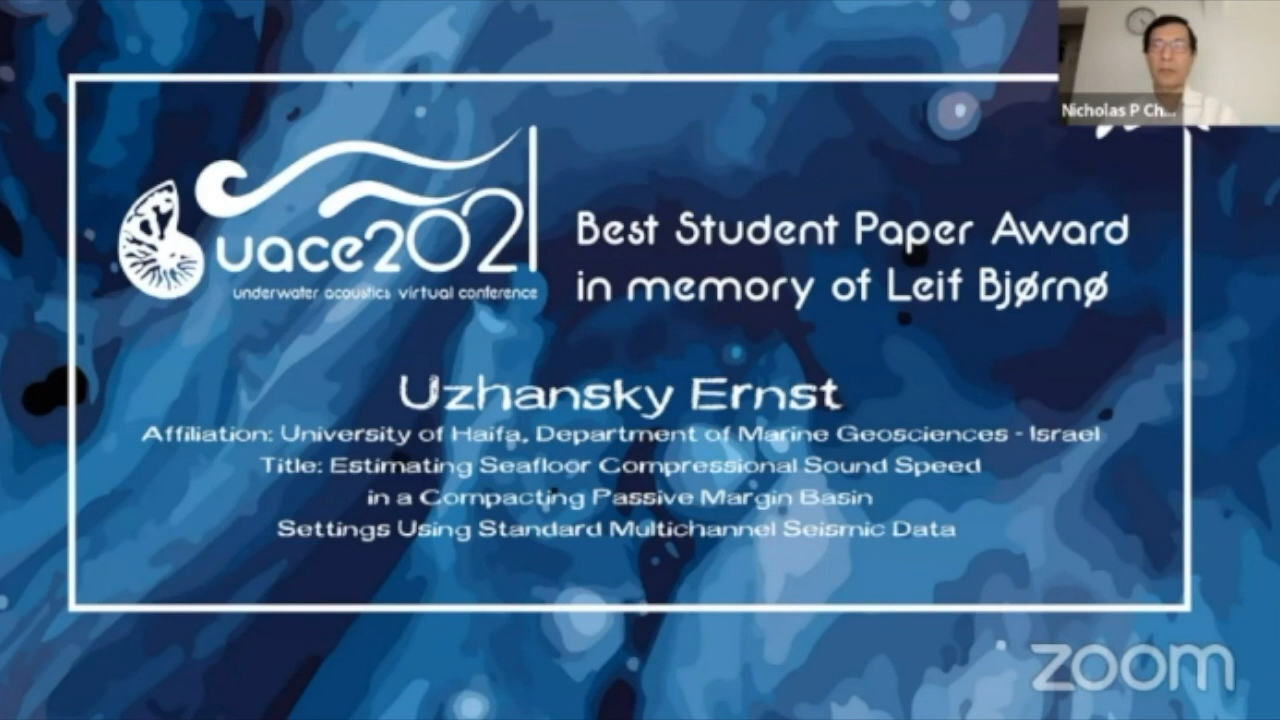 Nicholas P Ch...
uace2021
underwater acoustics virtual conference
Best Student Paper Award
in memory of Leif Bjørnø
Uzhansky Ernst
Affiliation: University of Haifa, Department of Marine Geosciences - Israel
Title: Estimating Seafloor Compressional Sound Speed
in a Compacting Passive Margin Basin
Settings Using Standard Multichannel Seismic Data
zoom